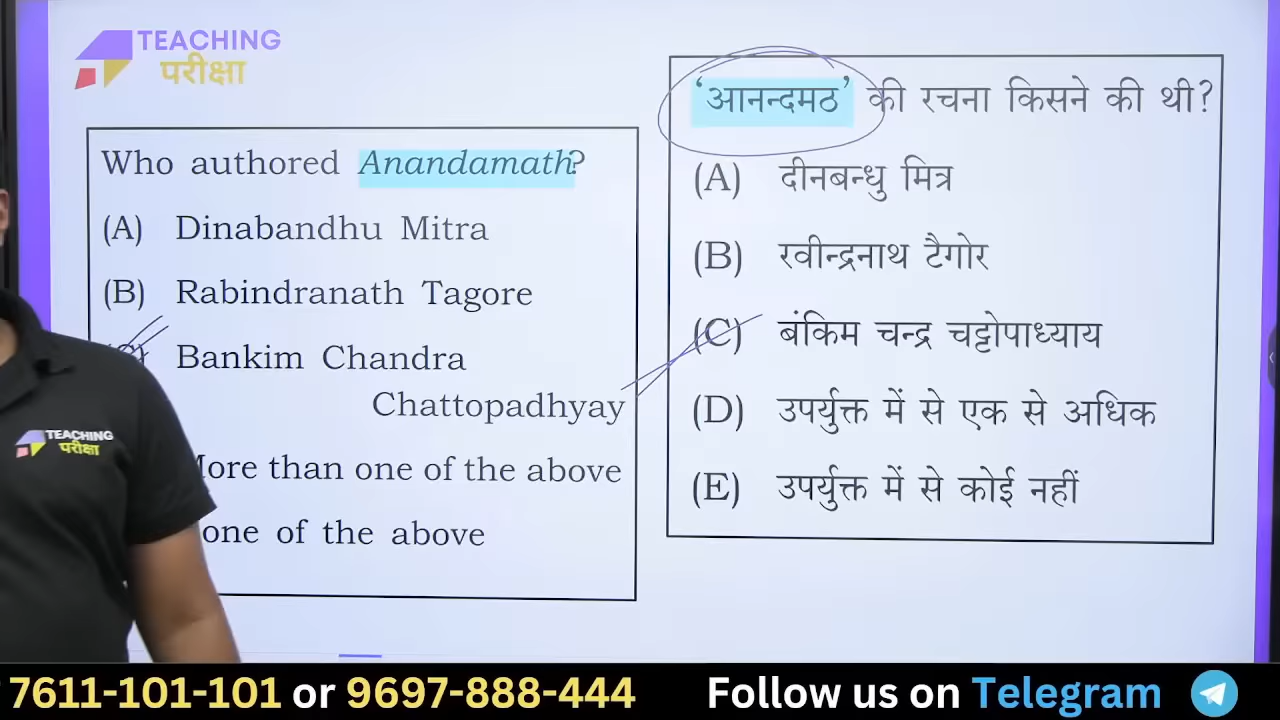 TEACHING
परीक्षा
Who authored Anandamath?
(A) Dinabandhu Mitra
(B) Rabindranath Tagore
(C) Bankim Chandra
Chattopadhyay
More than one of the above
one of the above
'आनन्दमठ' की रचना किसने की थी?
(A) दीनबन्धु मित्र
(B) रवीन्द्रनाथ टैगोर
(C) बंकिम चन्द्र चट्टोपाध्याय
(D) उपर्युक्त में से एक से अधिक
(E) उपर्युक्त में से कोई नहीं
TEACHING
परीक्षा
7611-101-101 or 9697-888-444 Follow us on Telegram